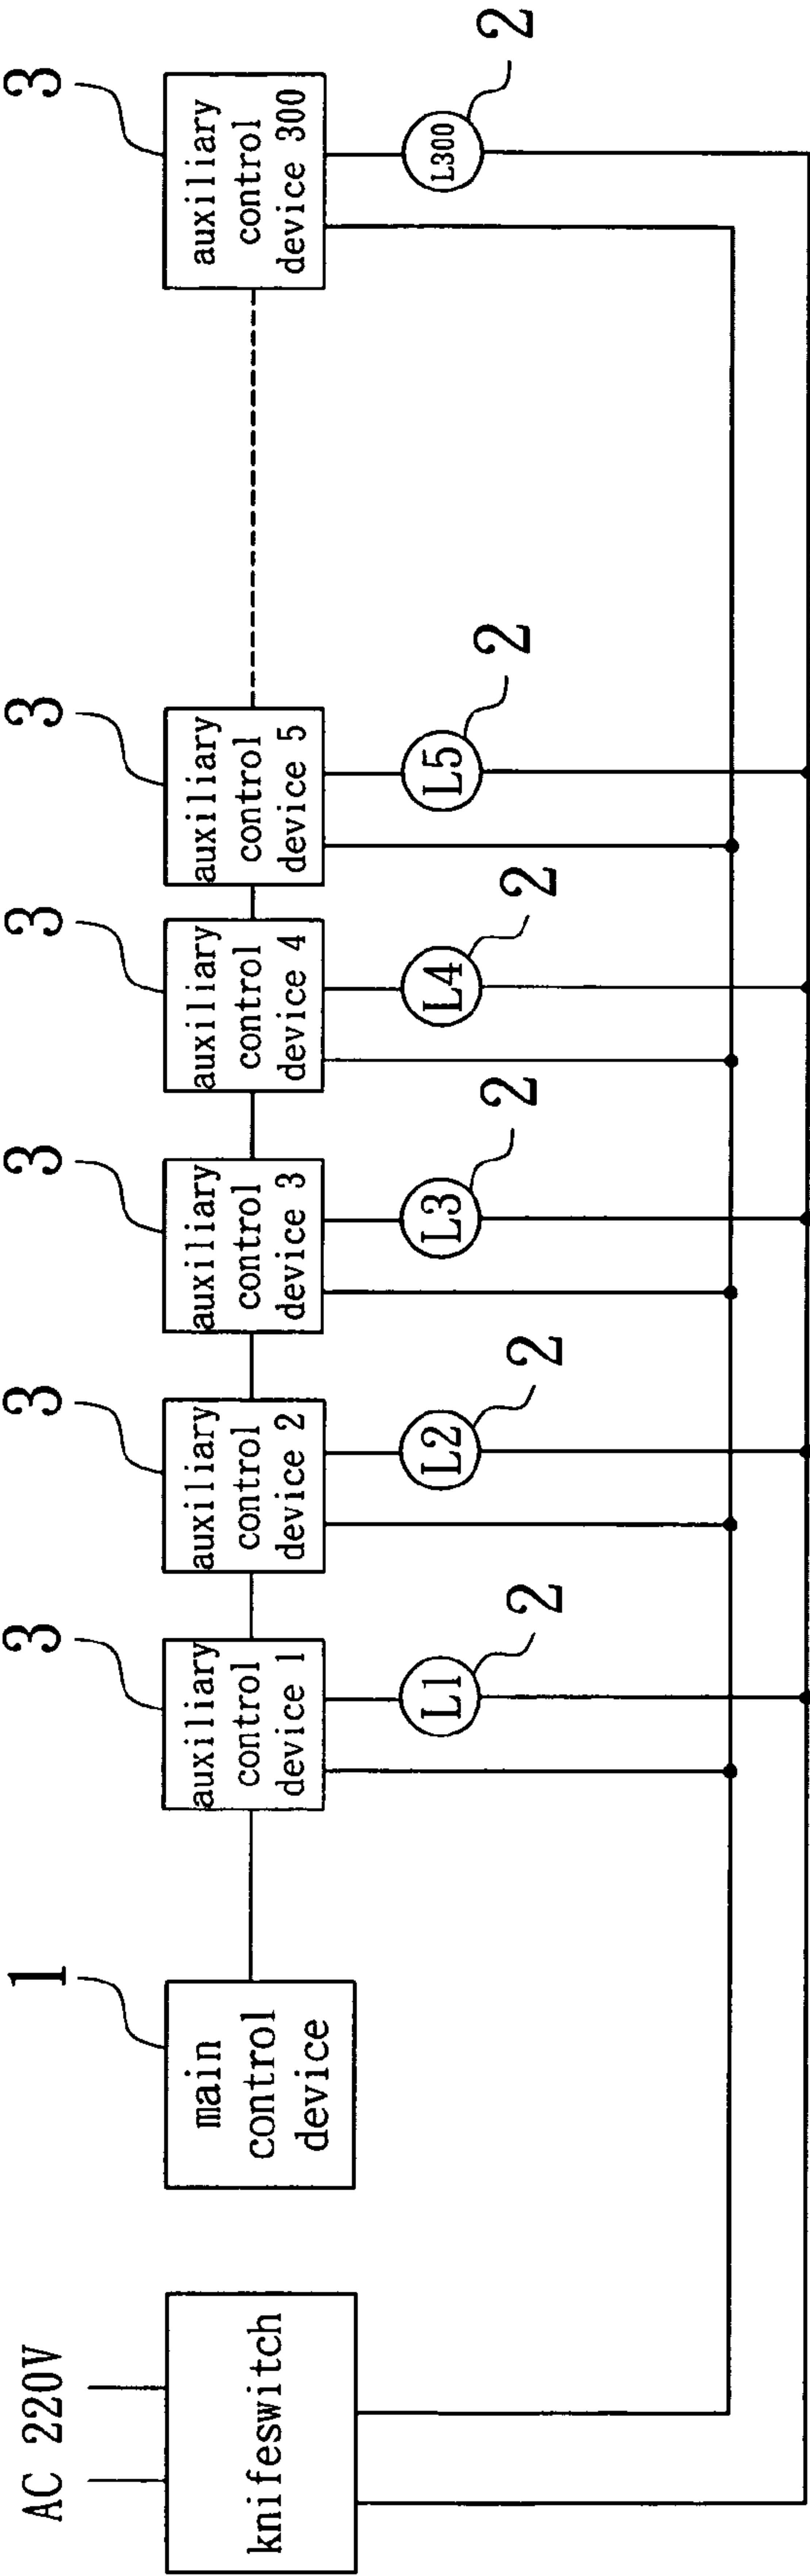 AC 220V
knifeswitch
1
main
control
device
3
auxiliary
control
device 1
L1
2
3
auxiliary
control
device 2
L2
2
3
auxiliary
control
device 3
L3
2
3
auxiliary
control
device 4
L4
2
3
auxiliary
control
device 5
L5
2
3
auxiliary
control
device 300
L300
2